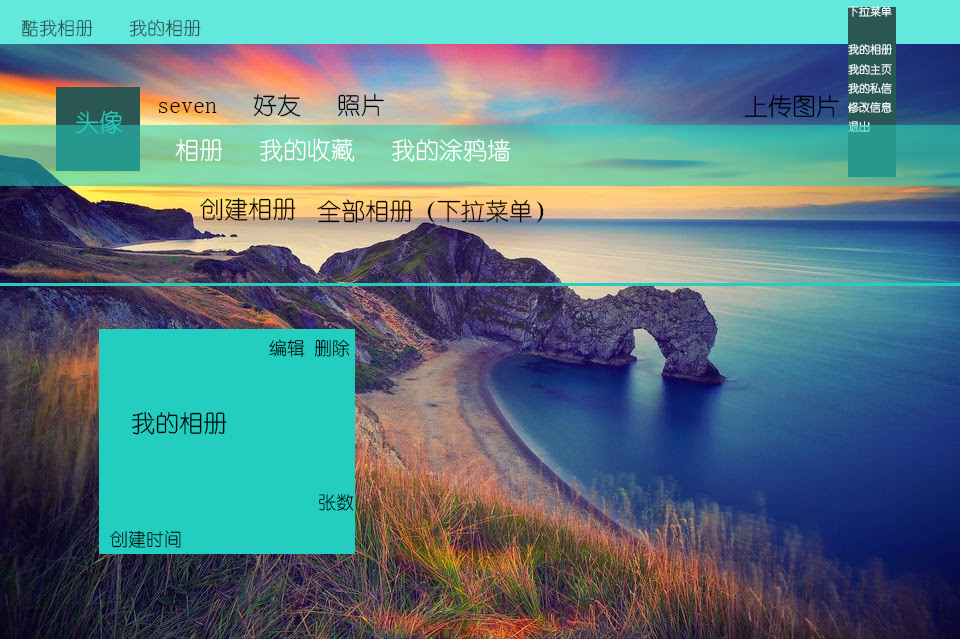 酷我相册 我的相册
下拉菜单
我的相册
我的主页
我的私信
修改信息
退出
头像
seven 好友 照片
上传图片
相册 我的收藏 我的涂鸦墙
创建相册 全部相册（下拉菜单）
编辑 删除
我的相册
张数
创建时间